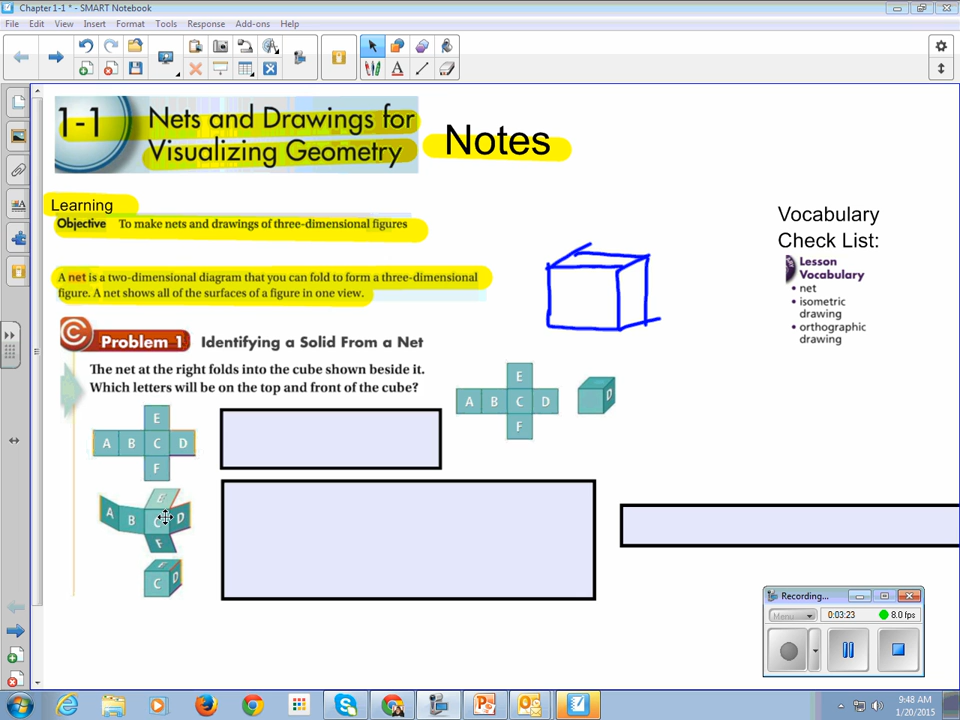 Chapter 1-1 * - SMART Notebook
File Edit View Insert Format Tools Response Add-ons Help
1-1 Nets and Drawings for
Visualizing Geometry
Notes
Learning
Objective To make nets and drawings of three-dimensional figures
A net is a two-dimensional diagram that you can fold to form a three-dimensional
figure. A net shows all of the surfaces of a figure in one view.
Vocabulary
Check List:
Lesson
Vocabulary
• net
• isometric
drawing
• orthographic
drawing
C Problem 1 Identifying a Solid From a Net
The net at the right folds into the cube shown beside it.
Which letters will be on the top and front of the cube?
E
A B C D
F
D
E
A B C D
F
E
A B C D
F
F
C D
Recording...
Menu 0:03:23 8.0 fps
9:48 AM
1/20/2015